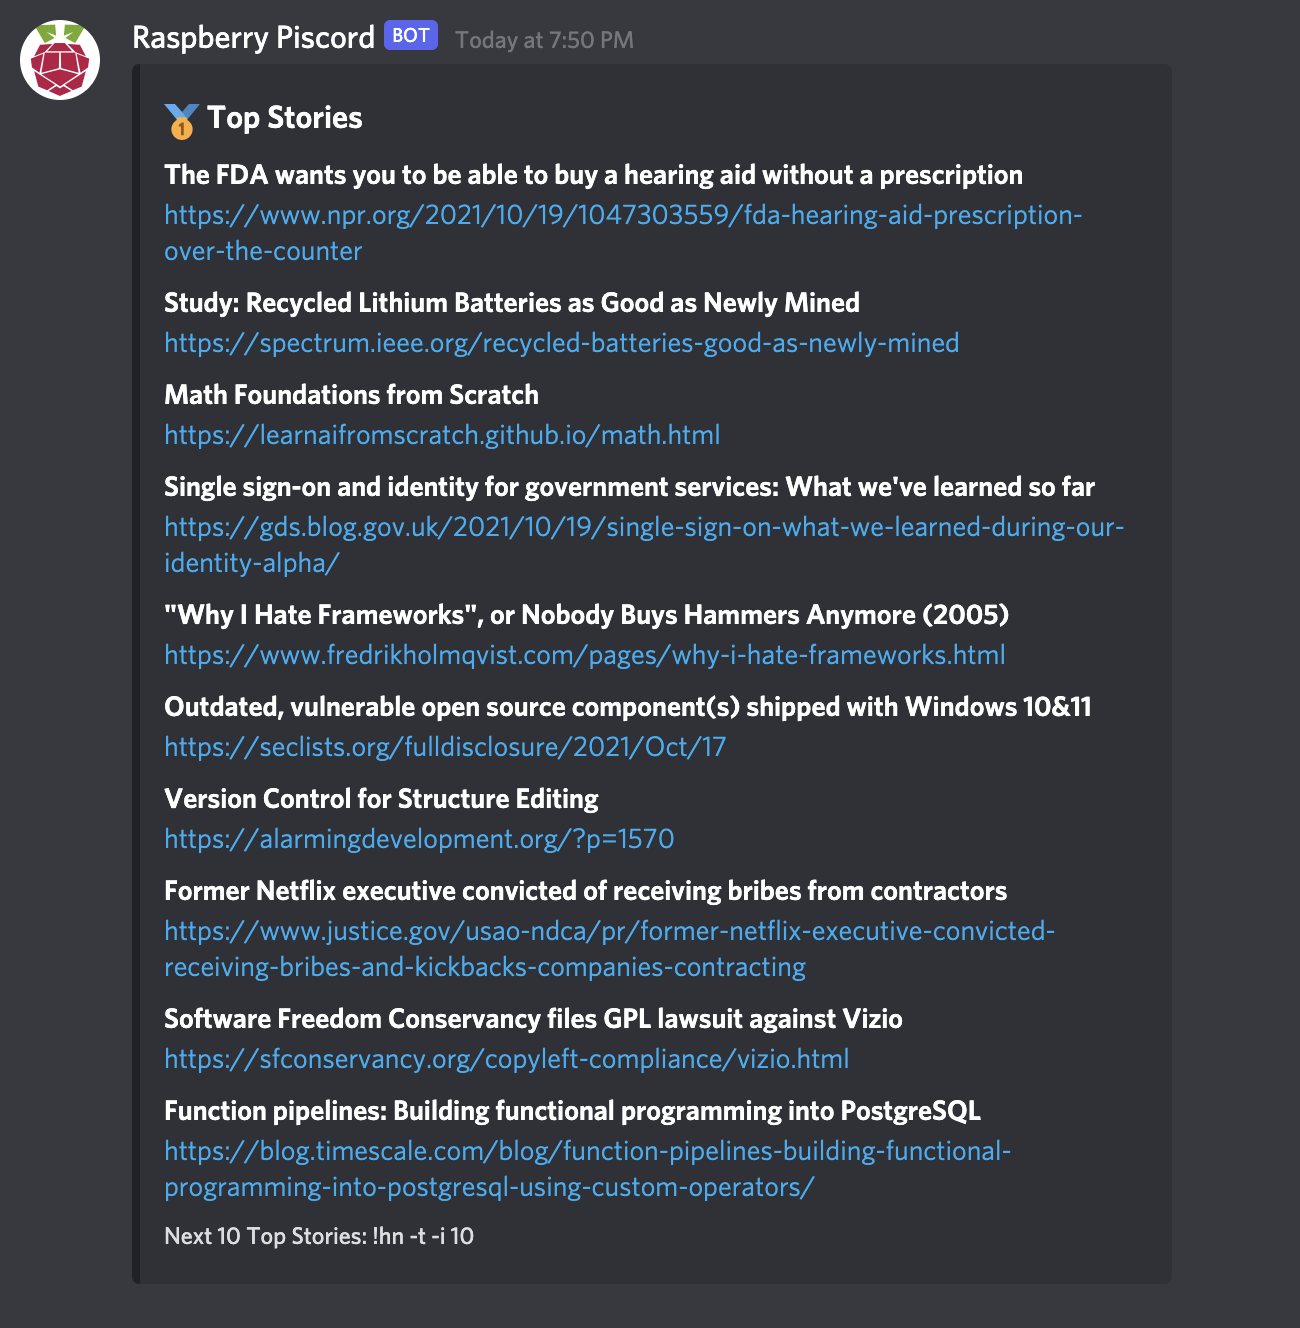 Raspberry Piscord BOT Today at 7:50 PM
1 Top Stories
The FDA wants you to be able to buy a hearing aid without a prescription
https://www.npr.org/2021/10/19/1047303559/fda-hearing-aid-prescription-
over-the-counter
Study: Recycled Lithium Batteries as Good as Newly Mined
https://spectrum.ieee.org/recycled-batteries-good-as-newly-mined
Math Foundations from Scratch
https://learnaifromscratch.github.io/math.html
Single sign-on and identity for government services: What we've learned so far
https://gds.blog.gov.uk/2021/10/19/single-sign-on-what-we-learned-during-our-
identity-alpha/
"Why I Hate Frameworks", or Nobody Buys Hammers Anymore (2005)
https://www.fredrikholmqvist.com/pages/why-i-hate-frameworks.html
Outdated, vulnerable open source component(s) shipped with Windows 10&11
https://seclists.org/fulldisclosure/2021/Oct/17
Version Control for Structure Editing
https://alarmingdevelopment.org/?p=1570
Former Netflix executive convicted of receiving bribes from contractors
https://www.justice.gov/usao-ndca/pr/former-netflix-executive-convicted-
receiving-bribes-and-kickbacks-companies-contracting
Software Freedom Conservancy files GPL lawsuit against Vizio
https://sfconservancy.org/copyleft-compliance/vizio.html
Function pipelines: Building functional programming into PostgreSQL
https://blog.timescale.com/blog/function-pipelines-building-functional-
programming-into-postgresql-using-custom-operators/
Next 10 Top Stories: !hn -t -i 10